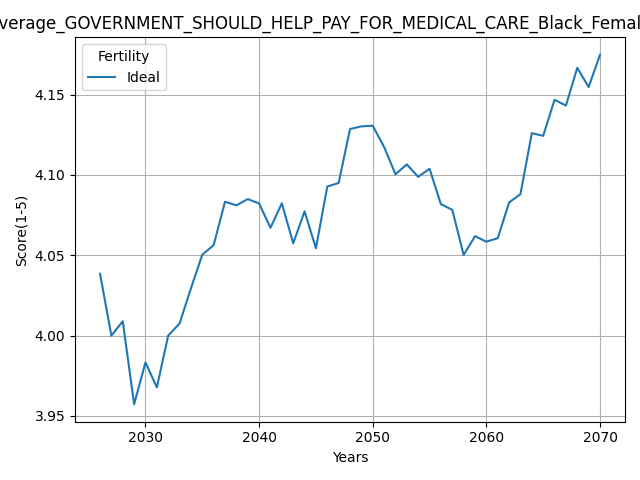 verage_GOVERNMENT_SHOULD_HELP_PAY_FOR_MEDICAL_CARE_Black_Femal
Fertility
Ideal
4.15
4.10
4.05
4.00
3.95
Score(1-5)
2030 2040 2050 2060 2070
Years